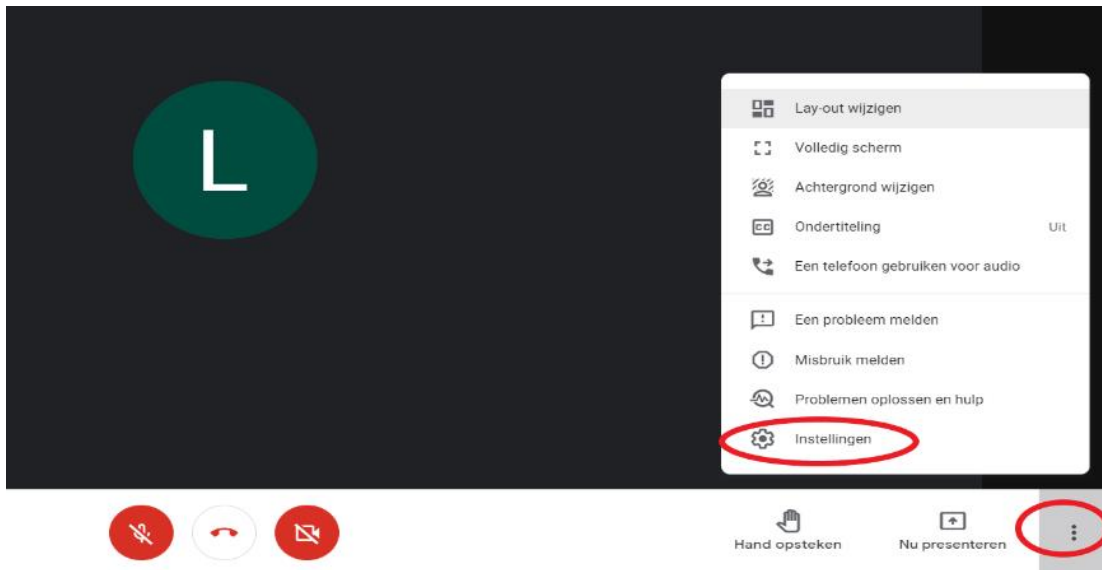 L
Lay-out wijzigen
Volledig scherm
Achtergrond wijzigen
CC Ondertiteling Uit
Een telefoon gebruiken voor audio
Een probleem melden
Misbruik melden
Problemen oplossen en hulp
Instellingen
Hand opsteken Nu presenteren